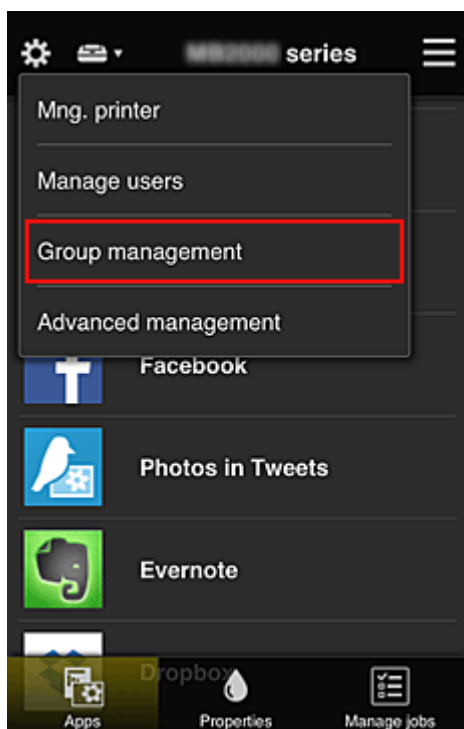 series
Mng. printer
Manage users
Group management
Advanced management
Facebook
Photos in Tweets
Evernote
Dropbox
Apps
Properties
Manage jobs